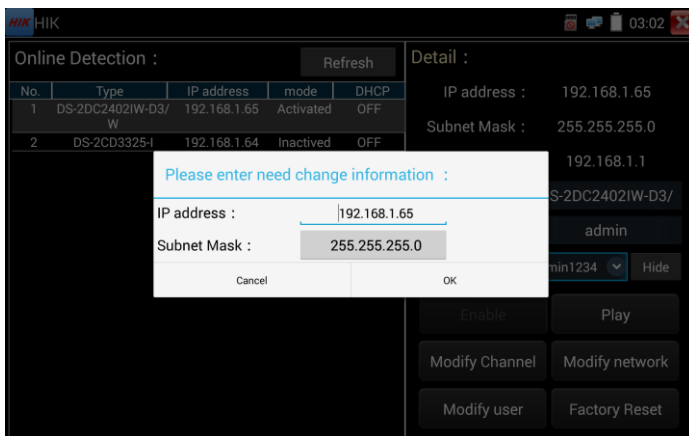 HIK HIK 03:02
Online Detection : Refresh
No. Type IP address mode DHCP
1 DS-2DC2402IW-D3/ 192.168.1.65 Activated OFF
W
2 DS-2CD3325-I 192.168.1.64 Inactived OFF
Detail :
IP address : 192.168.1.65
Subnet Mask : 255.255.255.0
192.168.1.1
S-2DC2402IW-D3/
admin
min1234 Hide
Enable Play
Modify Channel Modify network
Modify user Factory Reset
Please enter need change information :
IP address : 192.168.1.65
Subnet Mask : 255.255.255.0
Cancel OK